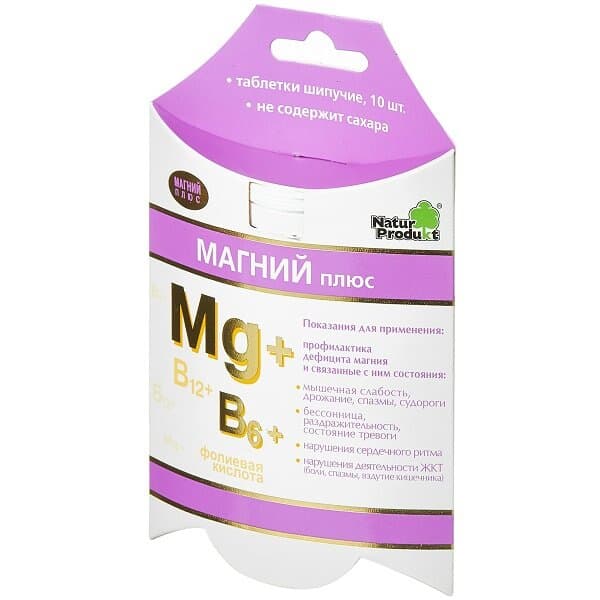 • таблетки шипучие, 10 шт.
• не содержит сахара
МАГНИЙ
ПЛЮС
Natur
Produkt®
МАГНИЙ ПЛЮС
Mg+
B12+
B6+
фолиевая
кислота
Mg+
Показания для применения:
профилактика
дефицита магния
и связанные с ним состояния:
• мышечная слабость,
дрожание, спазмы, судороги
• бессонница,
раздражительность,
состояние тревоги
• нарушения сердечного ритма
• нарушения деятельности ЖКТ
(боли, спазмы, вздутие кишечника)